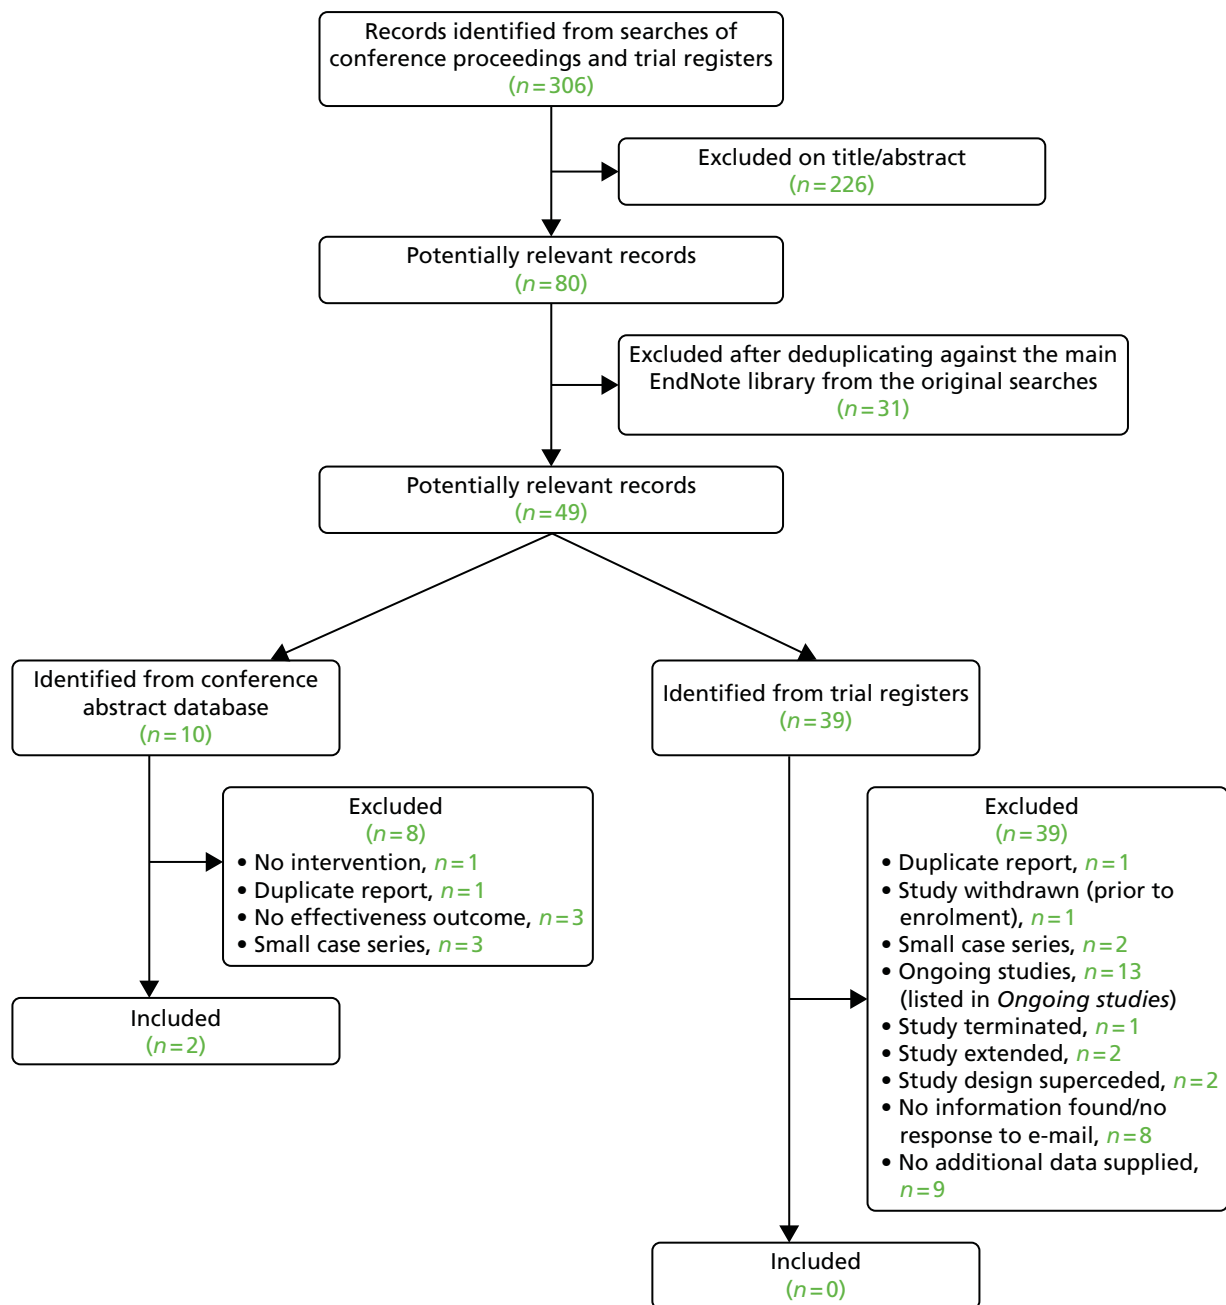 Records identified from searches of
conference proceedings and trial registers
(n=306)
Excluded on title/abstract
(n=226)
Potentially relevant records
(n=80)
Excluded after deduplicating against the main
EndNote library from the original searches
(n=31)
Potentially relevant records
(n=49)
Identified from conference
abstract database
(n=10)
Excluded
(n=8)
• No intervention, n=1
• Duplicate report, n=1
• No effectiveness outcome, n=3
• Small case series, n=3
Included
(n=2)
Identified from trial registers
(n=39)
Excluded
(n=39)
• Duplicate report, n=1
• Study withdrawn (prior to
enrolment), n=1
• Small case series, n=2
• Ongoing studies, n=13
(listed in Ongoing studies)
• Study terminated, n=1
• Study extended, n=2
• Study design superceded, n=2
• No information found/no
response to e-mail, n=8
• No additional data supplied,
n=9
Included
(n=0)